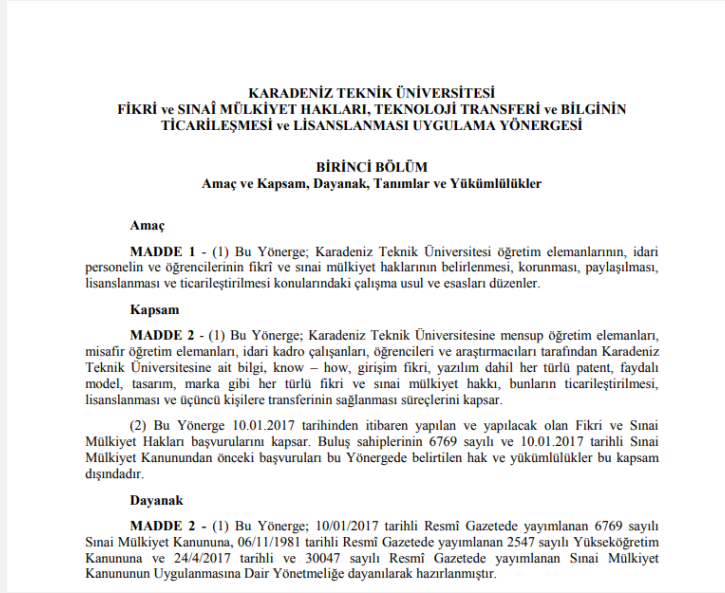 KARADENİZ TEKNİK ÜNİVERSİTESİ
FİKRİ ve SINAÎ MÜLKİYET HAKLARI, TEKNOLOJİ TRANSFERİ ve BİLGİNİN
TİCARİLEŞMESİ ve LİSANSLANMASI UYGULAMA YÖNERGESİ
BİRİNCİ BÖLÜM
Amaç ve Kapsam, Dayanak, Tanımlar ve Yükümlülükler
Amaç
MADDE 1 - (1) Bu Yönerge; Karadeniz Teknik Üniversitesi öğretim elemanlarının, idari
personelin ve öğrencilerinin fikrî ve sınai mülkiyet haklarının belirlenmesi, korunması, paylaşılması,
lisanslanması ve ticarileştirilmesi konularındaki çalışma usul ve esasları düzenler.
Kapsam
MADDE 2 - (1) Bu Yönerge; Karadeniz Teknik Üniversitesine mensup öğretim elemanları,
misafir öğretim elemanları, idari kadro çalışanları, öğrencileri ve araştırmacıları tarafından Karadeniz
Teknik Üniversitesine ait bilgi, know – how, girişim fikri, yazılım dahil her türlü patent, faydalı
model, tasarım, marka gibi her türlü fikri ve sınai mülkiyet hakkı, bunların ticarileştirilmesi,
lisanslanması ve üçüncü kişilere transferinin sağlanması süreçlerini kapsar.
(2) Bu Yönerge 10.01.2017 tarihinden itibaren yapılan ve yapılacak olan Fikri ve Sınai
Mülkiyet Hakları başvurularını kapsar. Buluş sahiplerinin 6769 sayılı ve 10.01.2017 tarihli Sınai
Mülkiyet Kanunundan önceki başvuruları bu Yönergede belirtilen hak ve yükümlülükler bu kapsam
dışındadır.
Dayanak
MADDE 2 - (1) Bu Yönerge; 10/01/2017 tarihli Resmî Gazetede yayımlanan 6769 sayılı
Sınai Mülkiyet Kanununa, 06/11/1981 tarihli Resmî Gazetede yayımlanan 2547 sayılı Yükseköğretim
Kanununa ve 24/4/2017 tarihli ve 30047 sayılı Resmî Gazetede yayımlanan Sınai Mülkiyet
Kanununun Uygulanmasına Dair Yönetmeliğe dayanılarak hazırlanmıştır.